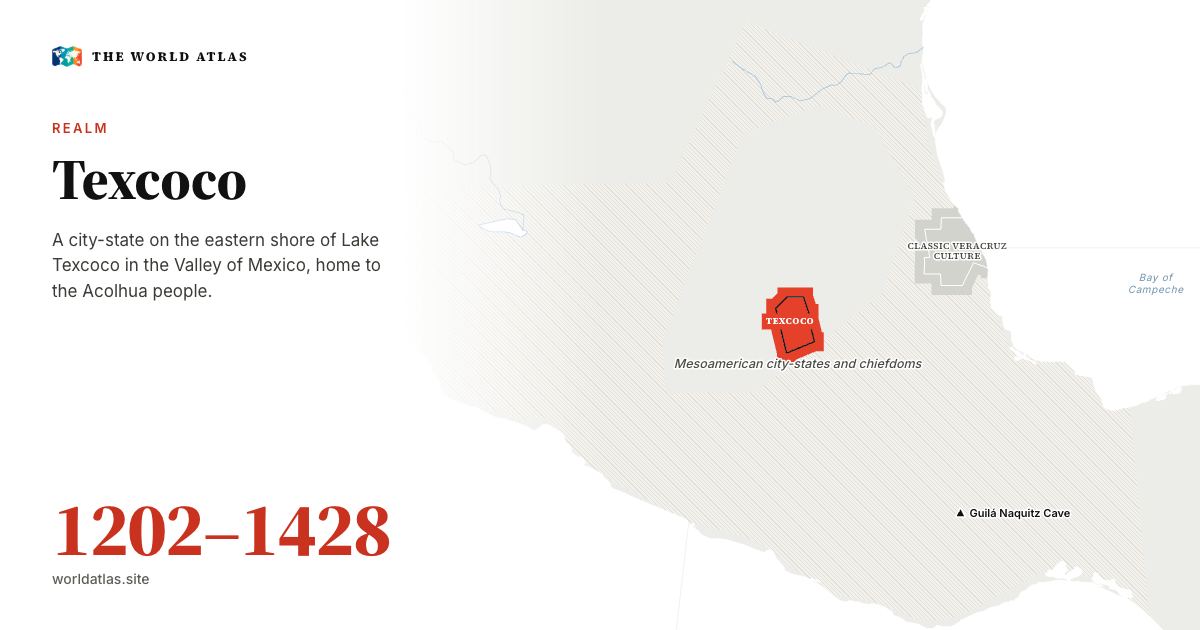 THE WORLD ATLAS
REALM
Texcoco
A city-state on the eastern shore of Lake
Texcoco in the Valley of Mexico, home to
the Acolhua people.
1202–1428
worldatlas.site
CLASSIC VERACRUZ
CULTURE
Bay of
Campeche
TEXCOCO
Mesoamerican city-states and chiefdoms
Guilá Naquitz Cave